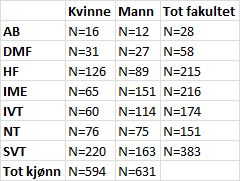 Kvinne Mann Tot fakultet
AB N=16 N=12 N=28
DMF N=31 N=27 N=58
HF N=126 N=89 N=215
IME N=65 N=151 N=216
IVT N=60 N=114 N=174
NT N=76 N=75 N=151
SVT N=220 N=163 N=383
Tot kjønn N=594 N=631